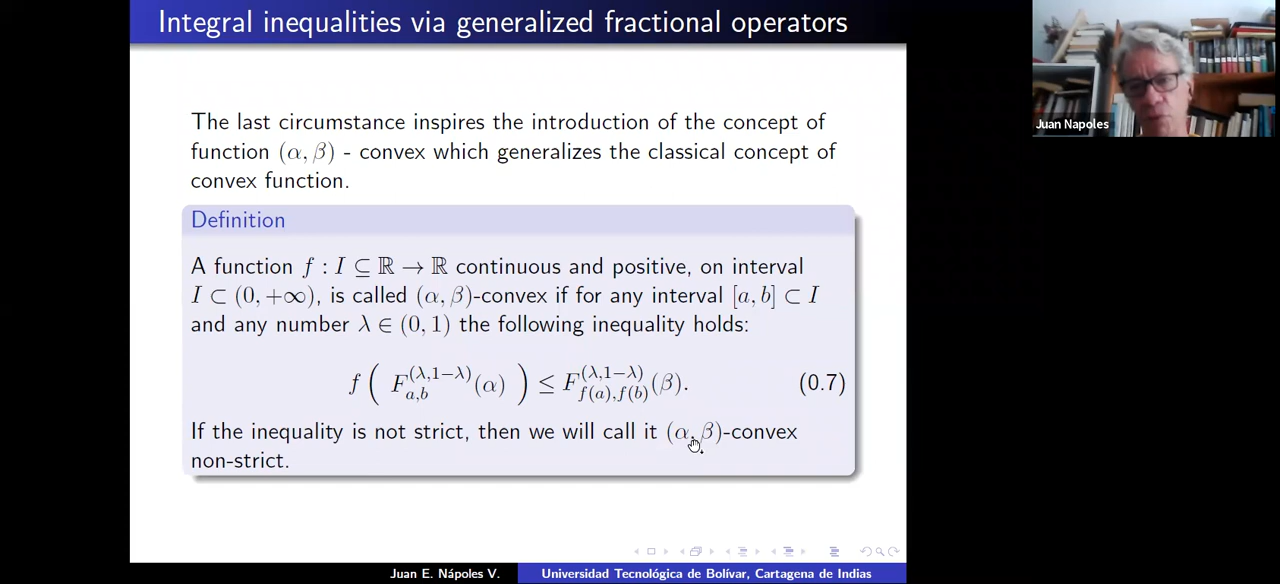 Integral inequalities via generalized fractional operators
Juan Napoles
The last circumstance inspires the introduction of the concept of
function (α, β) - convex which generalizes the classical concept of
convex function.
Definition
A function f : I ⊆ ℝ → ℝ continuous and positive, on interval
I ⊂ (0, +∞), is called (α, β)-convex if for any interval [a, b] ⊂ I
and any number λ ∈ (0, 1) the following inequality holds:
f ( F_{a,b}^{(λ,1−λ)}(α) ) ≤ F_{f(a),f(b)}^{(λ,1−λ)}(β). (0.7)
If the inequality is not strict, then we will call it (α, β)-convex
non-strict.
Juan E. Nápoles V. Universidad Tecnológica de Bolívar, Cartagena de Indias